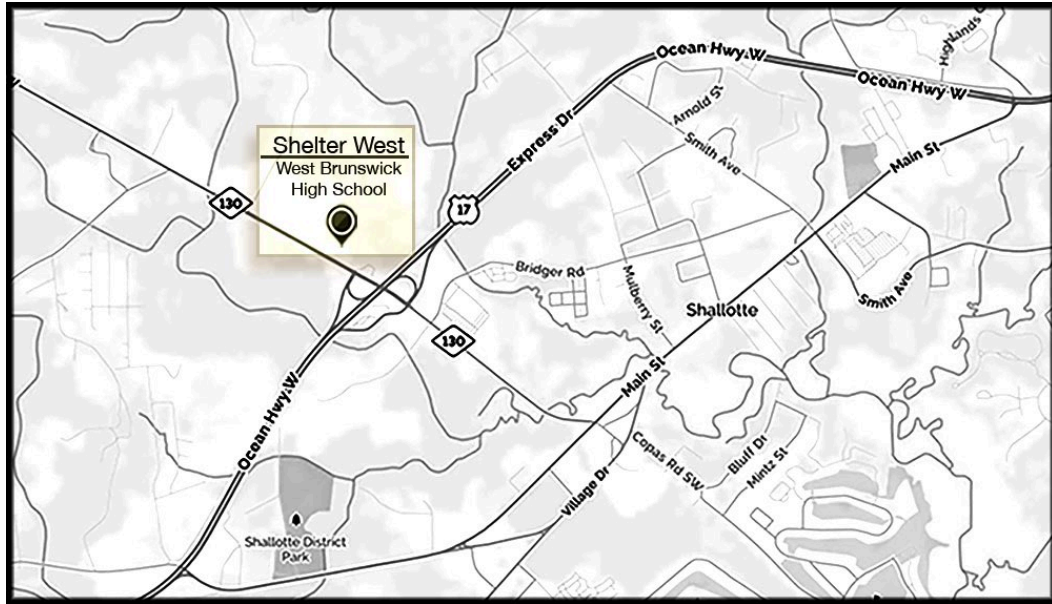 Highlands
Ocean Hwy W
Ocean Hwy W
Arnold St
Express Dr
Smith Ave
Main St
Shelter West
West Brunswick
High School
130
17
Bridger Rd
Mulberry St
Smith Ave
Shallotte
130
Main St
Ocean Hwy W
Copas Rd SW
Bluff Dr
Mintz St
Village Dr
Shallotte District
Park